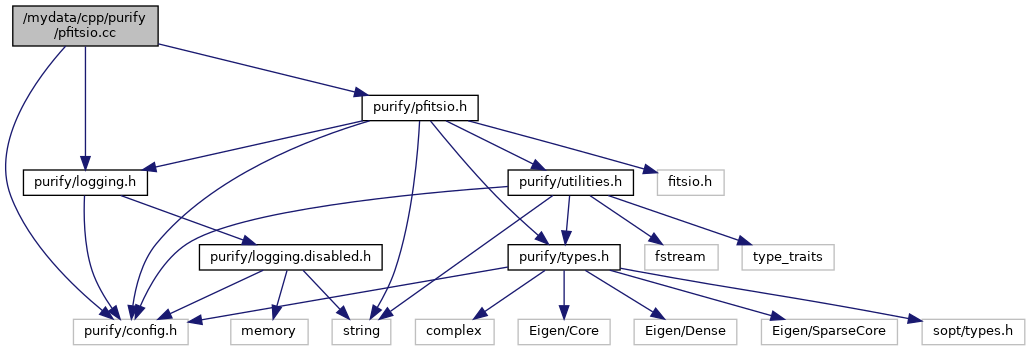 /mydata/cpp/purify
/pfitsio.cc
purify/pfitsio.h
purify/logging.h
purify/utilities.h
fitsio.h
purify/logging.disabled.h
purify/types.h
fstream
type_traits
purify/config.h
memory
string
complex
Eigen/Core
Eigen/Dense
Eigen/SparseCore
sopt/types.h